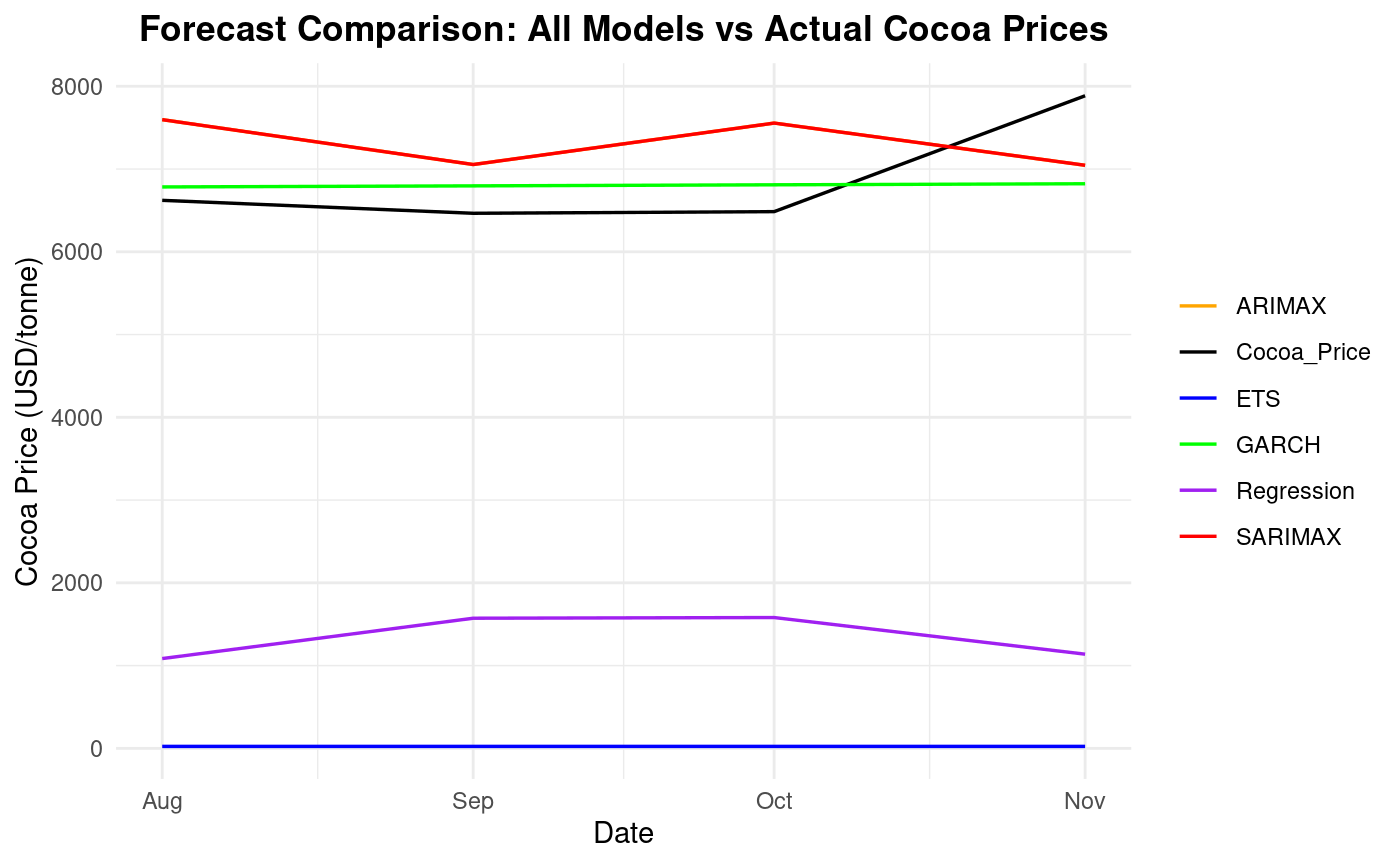 Forecast Comparison: All Models vs Actual Cocoa Prices
Cocoa Price (USD/tonne)
8000
6000
4000
2000
0
Aug Sep Oct Nov
Date
ARIMAX
Cocoa_Price
ETS
GARCH
Regression
SARIMAX